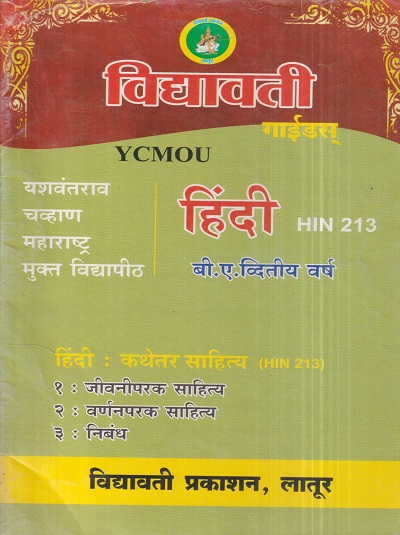 विद्यावती
गाईडस्
YCMOU
यशवंतराव
चव्हाण
महाराष्ट्र
मुक्त विद्यापीठ
हिंदी HIN 213
बी.ए.व्दितीय वर्ष
हिंदी : कथेतर साहित्य (HIN 213)
१ : जीवनीपरक साहित्य
२ : वर्णनपरक साहित्य
३ : निबंध
विद्यावती प्रकाशन, लातूर